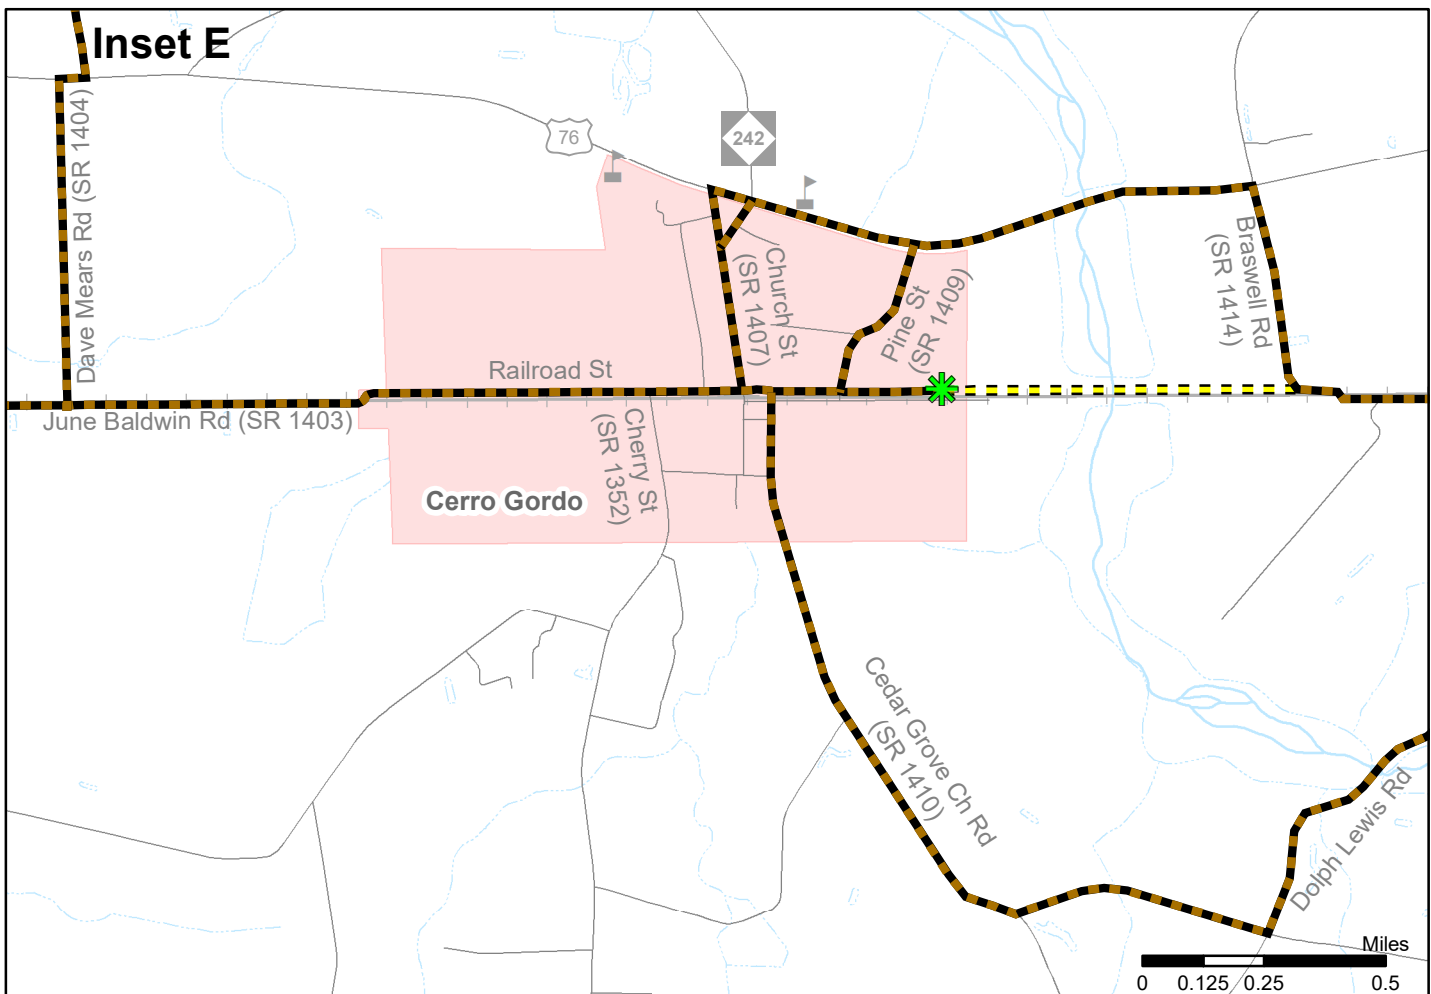 Inset E
76
242
Dave Mears Rd (SR 1404)
Church St
(SR 1407)
Pine St
(SR 1409)
Braswell Rd
(SR 1414)
Railroad St
June Baldwin Rd (SR 1403)
Cherry St
(SR 1352)
Cerro Gordo
Cedar Grove Ch Rd
(SR 1410)
Dolph Lewis Rd
Miles
0 0.125 0.25 0.5